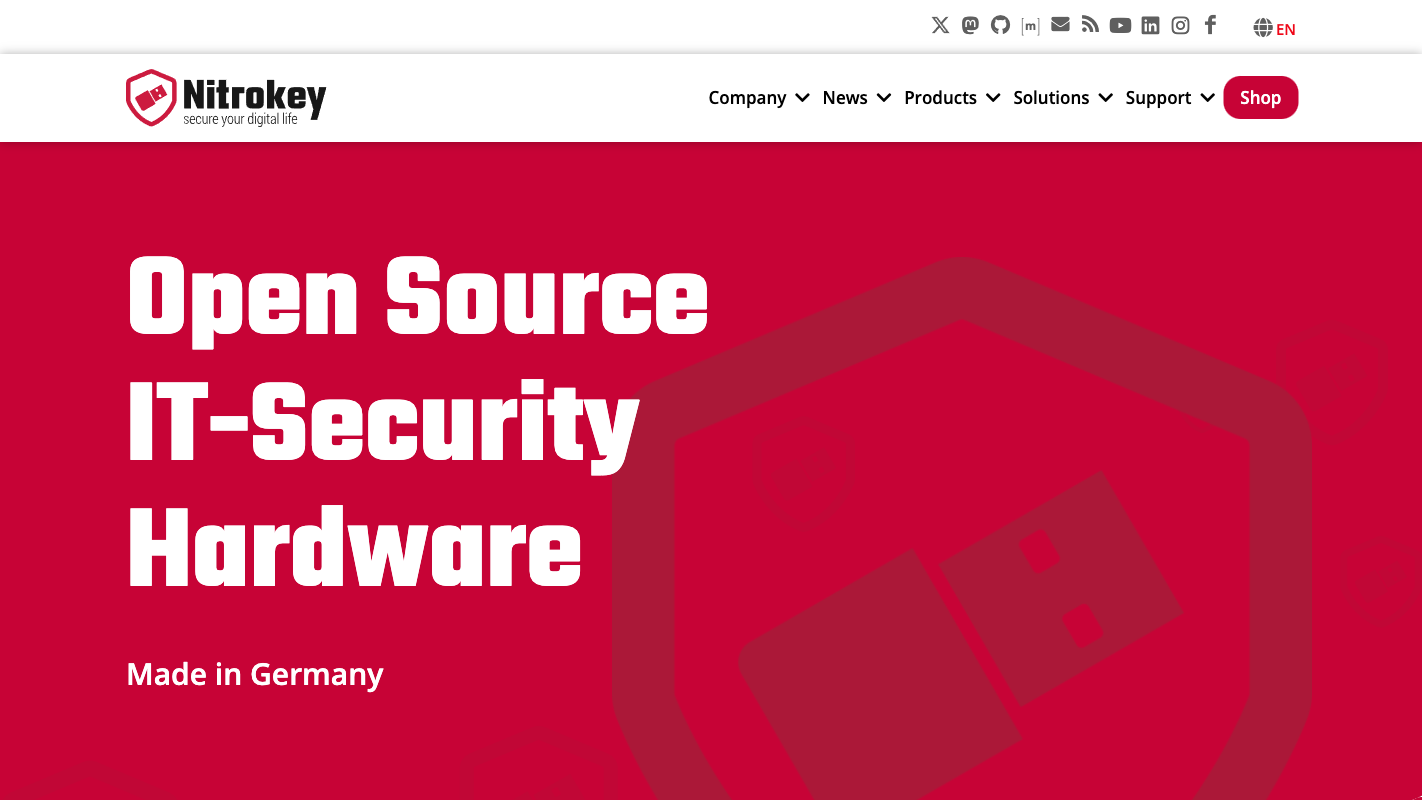 [m]
EN
Nitrokey
secure your digital life
Company News Products Solutions Support Shop
Open Source
IT-Security
Hardware
Made in Germany